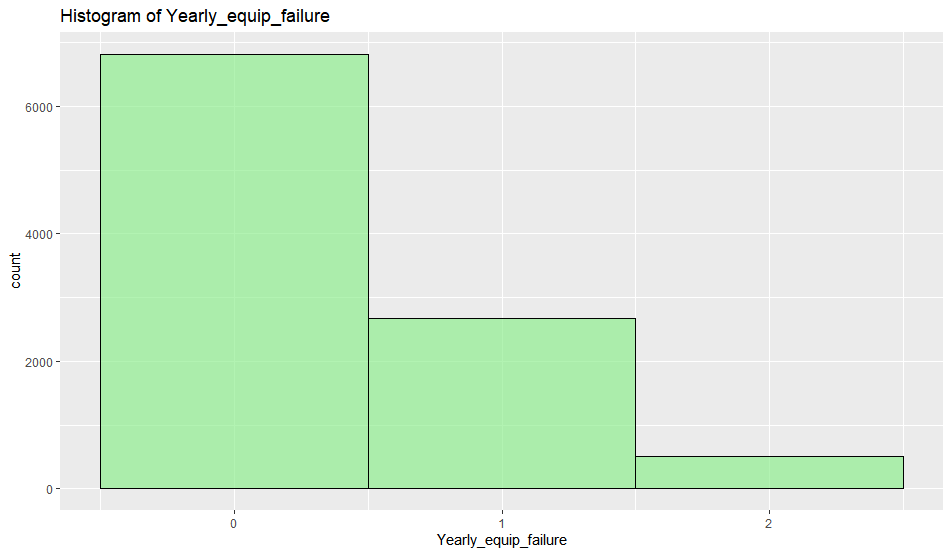 Histogram of Yearly_equip_failure
6000
4000
2000
0
count
0 1 2
Yearly_equip_failure